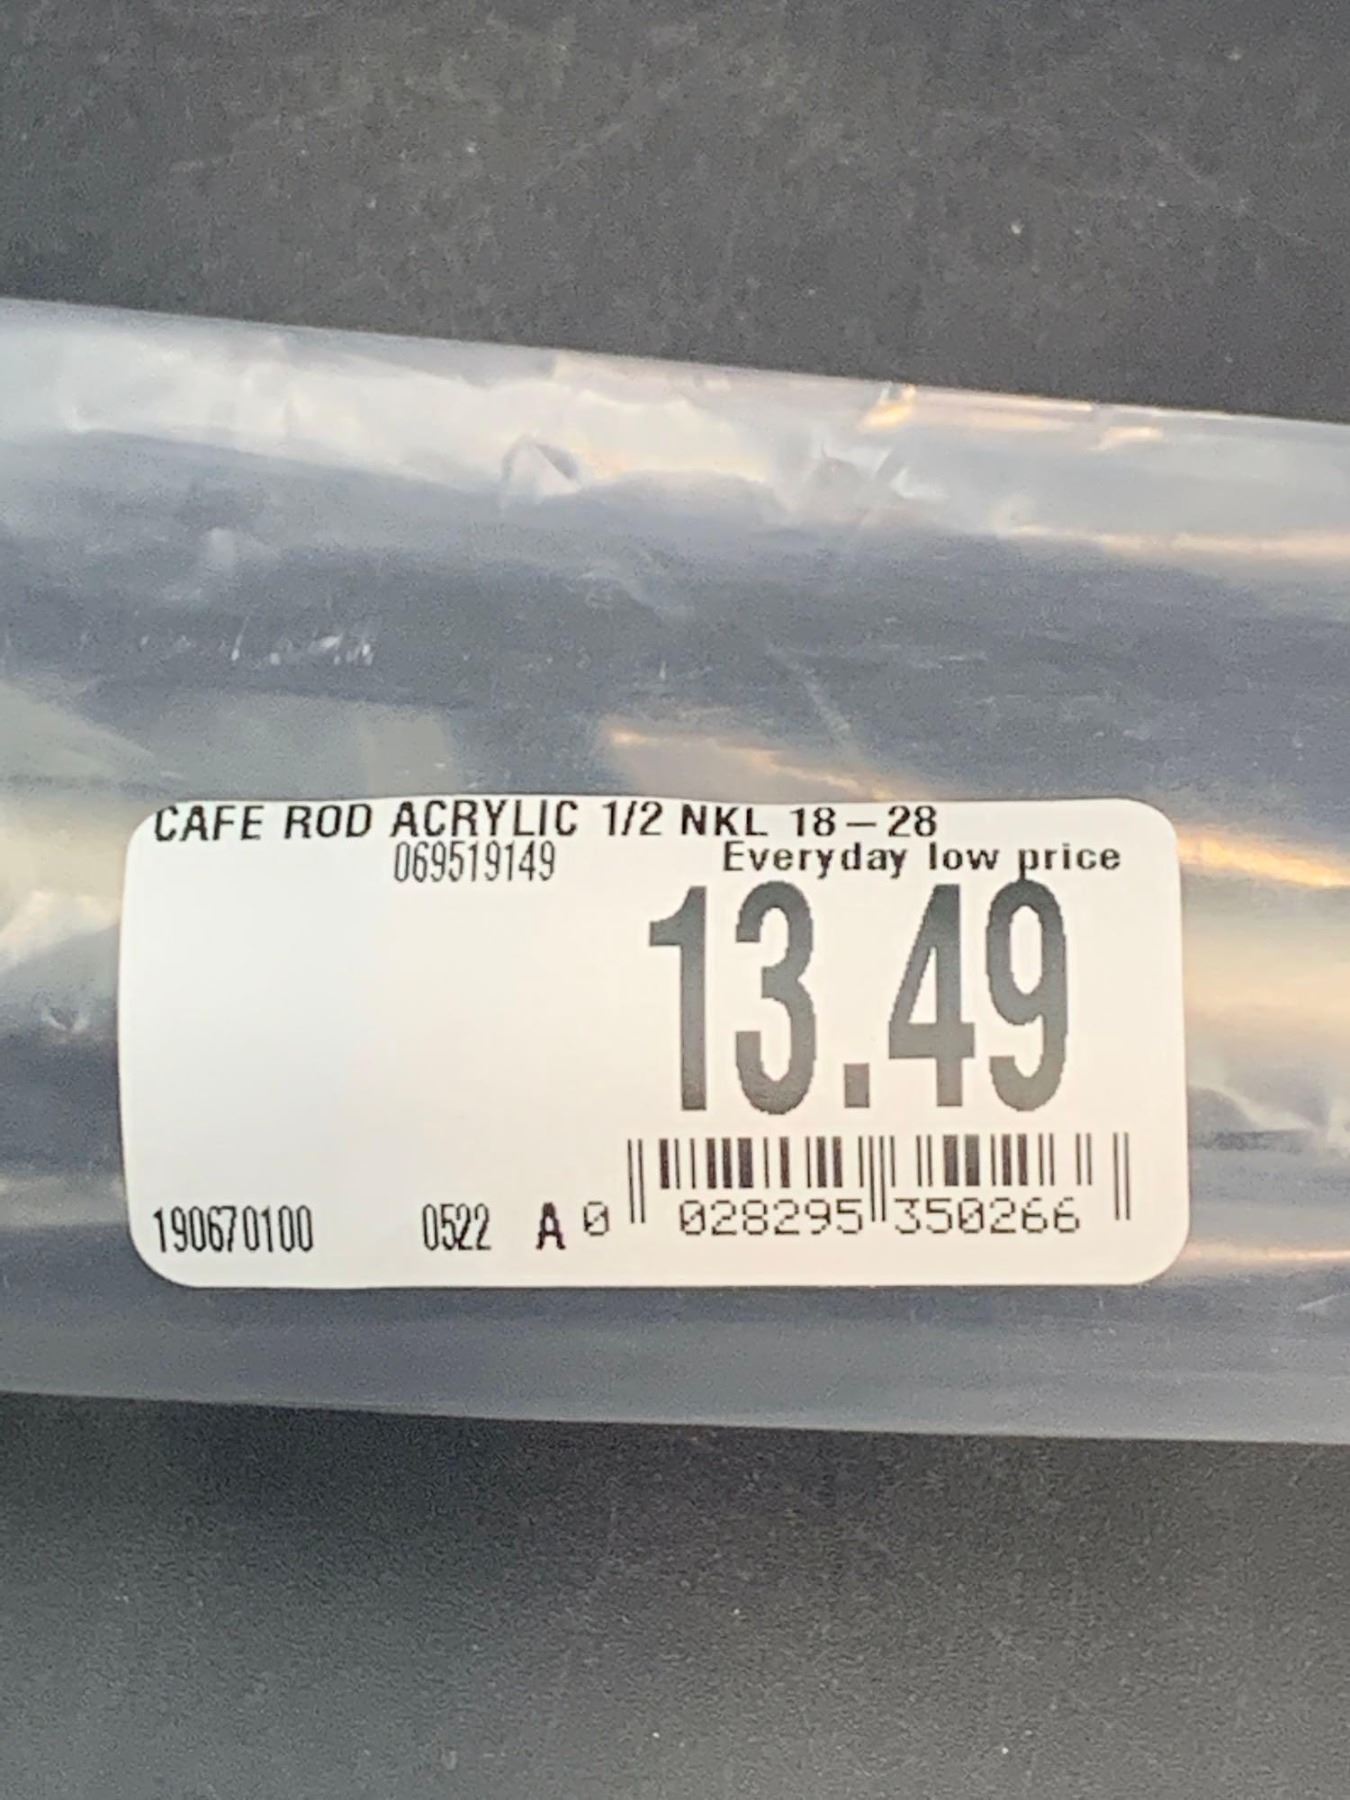 CAFE ROD ACRYLIC 1/2 NKL 18-28
069519149 Everyday low price
13.49
190670100 0522 A 0 028295 350266